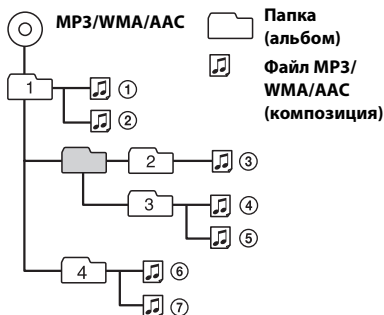 MP3/WMA/AAC
Папка
(альбом)
Файл MP3/
WMA/AAC
(композиция)
1
①
②
2
③
3
④
⑤
4
⑥
⑦